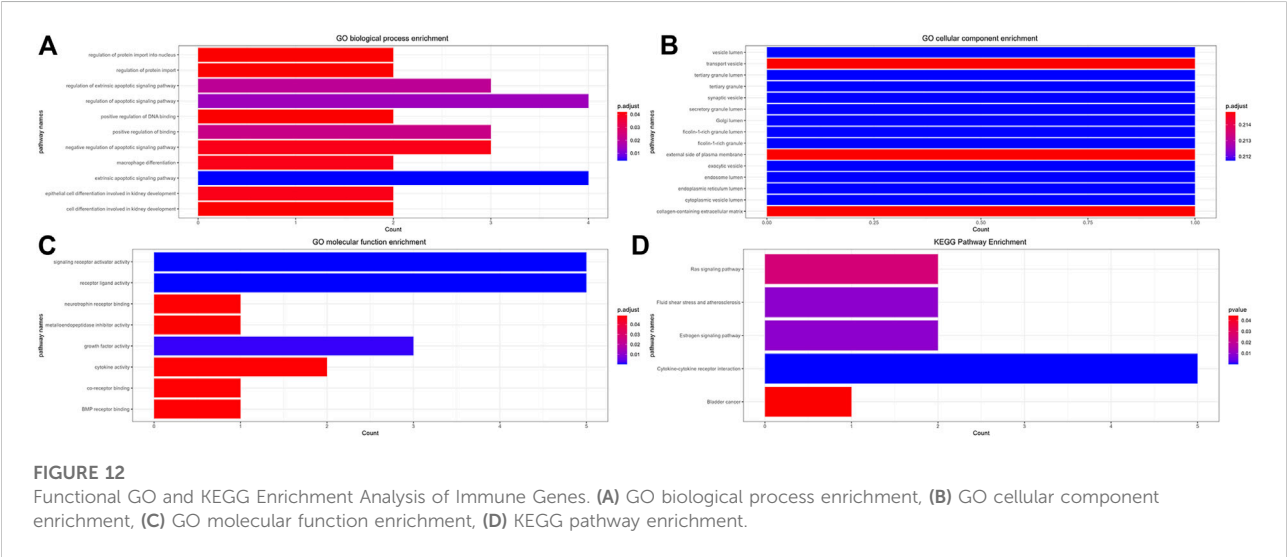 A
GO biological process enrichment
pathway names
regulation of protein import into nucleus
regulation of protein import
regulation of extrinsic apoptotic signaling pathway
regulation of apoptotic signaling pathway
positive regulation of DNA binding
positive regulation of binding
negative regulation of apoptotic signaling pathway
macrophage differentiation
extrinsic apoptotic signaling pathway
epithelial cell differentiation involved in kidney development
cell differentiation involved in kidney development
0 1 2 3 4
Count
p.adjust
0.04
0.03
0.02
0.01
B
GO cellular component enrichment
pathway names
vesicle lumen
transport vesicle
tertiary granule lumen
tertiary granule
synaptic vesicle
secretory granule lumen
Golgi lumen
ficolin-1-rich granule lumen
ficolin-1-rich granule
external side of plasma membrane
exocytic vesicle
endosome lumen
endoplasmic reticulum lumen
cytoplasmic vesicle lumen
collagen-containing extracellular matrix
0.00 0.25 0.50 0.75 1.00
Count
p.adjust
0.214
0.213
0.212
C
GO molecular function enrichment
pathway names
signaling receptor activator activity
receptor ligand activity
neurotrophin receptor binding
metalloendopeptidase inhibitor activity
growth factor activity
cytokine activity
co-receptor binding
BMP receptor binding
0 1 2 3 4 5
Count
p.adjust
0.04
0.03
0.02
0.01
D
KEGG Pathway Enrichment
pathway names
Ras signaling pathway
Fluid shear stress and atherosclerosis
Estrogen signaling pathway
Cytokine-cytokine receptor interaction
Bladder cancer
0 1 2 3 4 5
Count
pvalue
0.04
0.03
0.02
0.01
FIGURE 12
Functional GO and KEGG Enrichment Analysis of Immune Genes. (A) GO biological process enrichment, (B) GO cellular component
enrichment, (C) GO molecular function enrichment, (D) KEGG pathway enrichment.